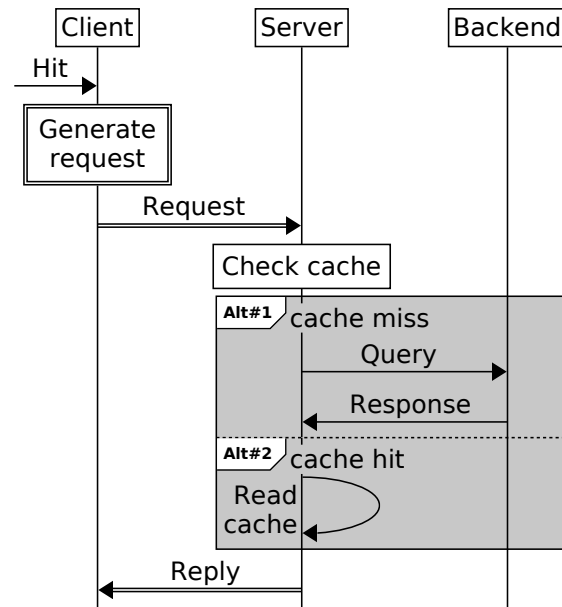 Client Server Backend
Hit
Generate
request
Request
Check cache
Alt#1 cache miss
Query
Response
Alt#2 cache hit
Read
cache
Reply